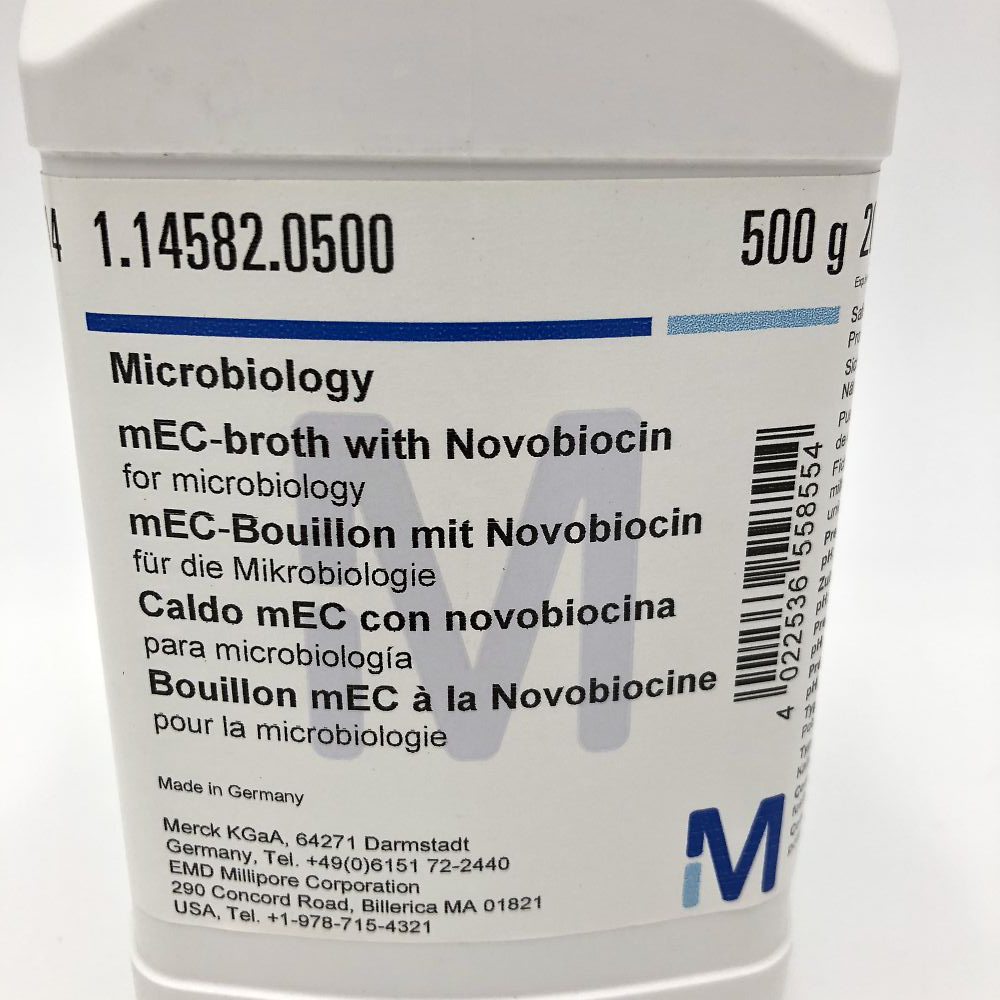 1.14582.0500
500 g
Microbiology
mEC-broth with Novobiocin
for microbiology
mEC-Bouillon mit Novobiocin
für die Mikrobiologie
Caldo mEC con novobiocina
para microbiología
Bouillon mEC à la Novobiocine
pour la microbiologie
Made in Germany
Merck KGaA, 64271 Darmstadt
Germany, Tel. +49(0)6151 72-2440
EMD Millipore Corporation
290 Concord Road, Billerica MA 01821
USA, Tel. +1-978-715-4321
4 022536 558554
M